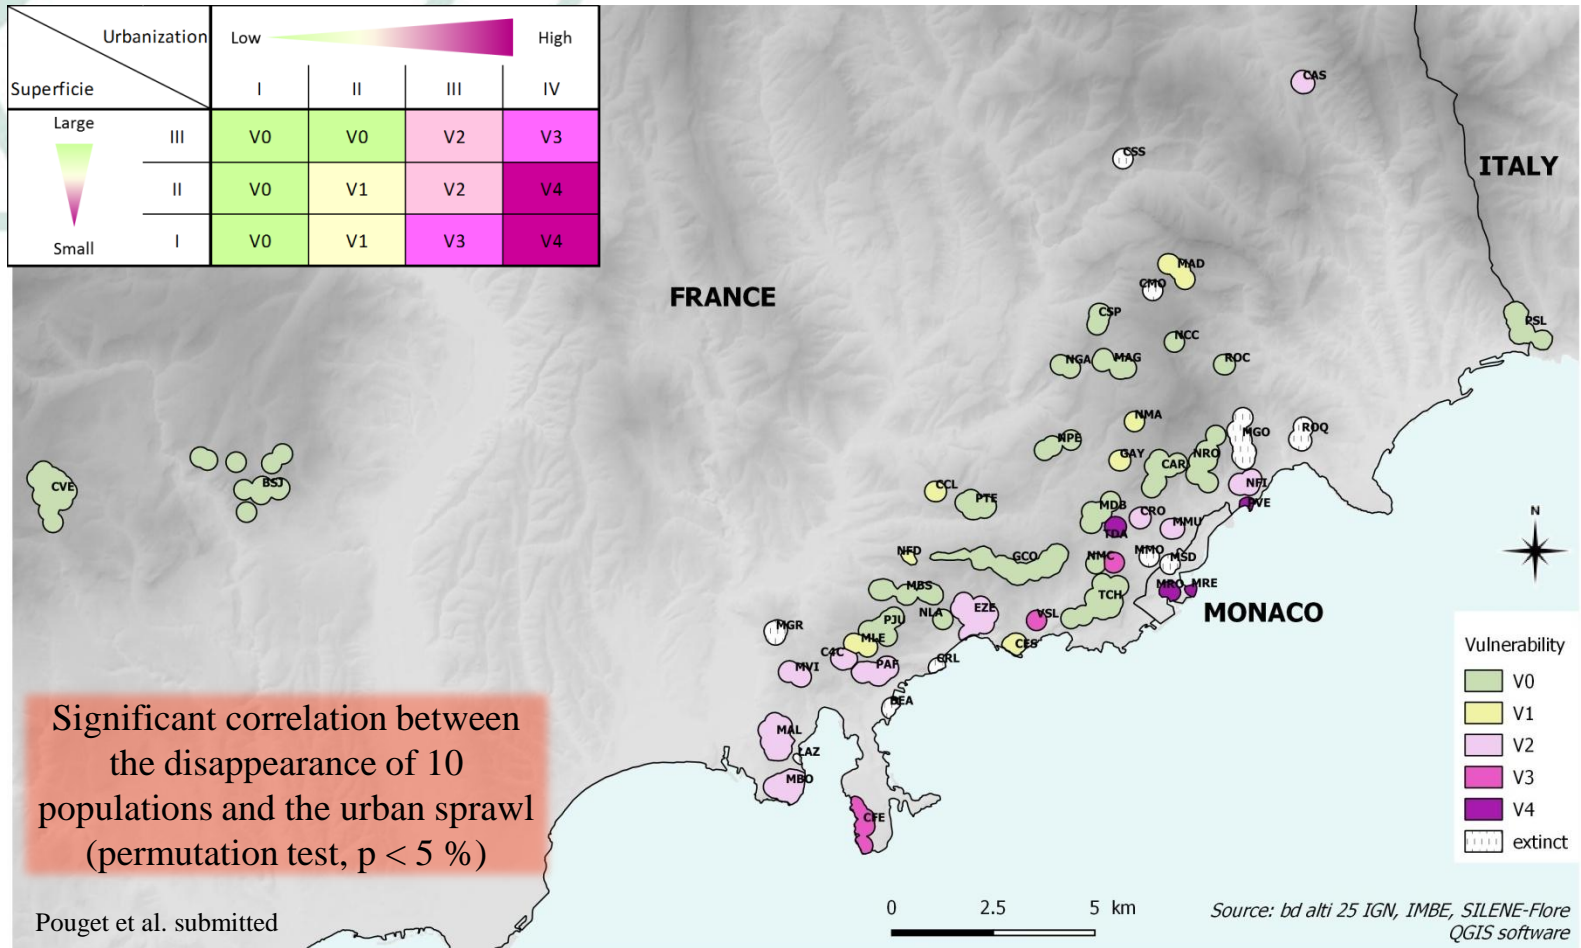 Urbanization
Low
High
Superficie
I
II
III
IV
Large
III
V0
V0
V2
V3
II
V0
V1
V2
V4
Small
I
V0
V1
V3
V4
CAS
CSS
ITALY
FRANCE
MAD
CMO
CSP
PSL
NCC
NGA
MAG
ROC
NMA
MGO
ROQ
NPE
GAY
CAR
NRO
CVE
BSJ
CCL
NFI
PTE
MDB
CRO
PVE
TDA
MMU
N
NFD
GCO
NMC
MMO
MSD
MBS
MRO
MRE
TCH
MONACO
NLA
EZE
VSL
PJU
MGR
MLE
CES
C4C
MVI
PAF
CRL
BEA
MAL
LAZ
MBO
CFE
Vulnerability
V0
V1
V2
V3
V4
extinct
Significant correlation between
the disappearance of 10
populations and the urban sprawl
(permutation test, p < 5 %)
Pouget et al. submitted
0 2.5 5 km
Source: bd alti 25 IGN, IMBE, SILENE-Flore
QGIS software